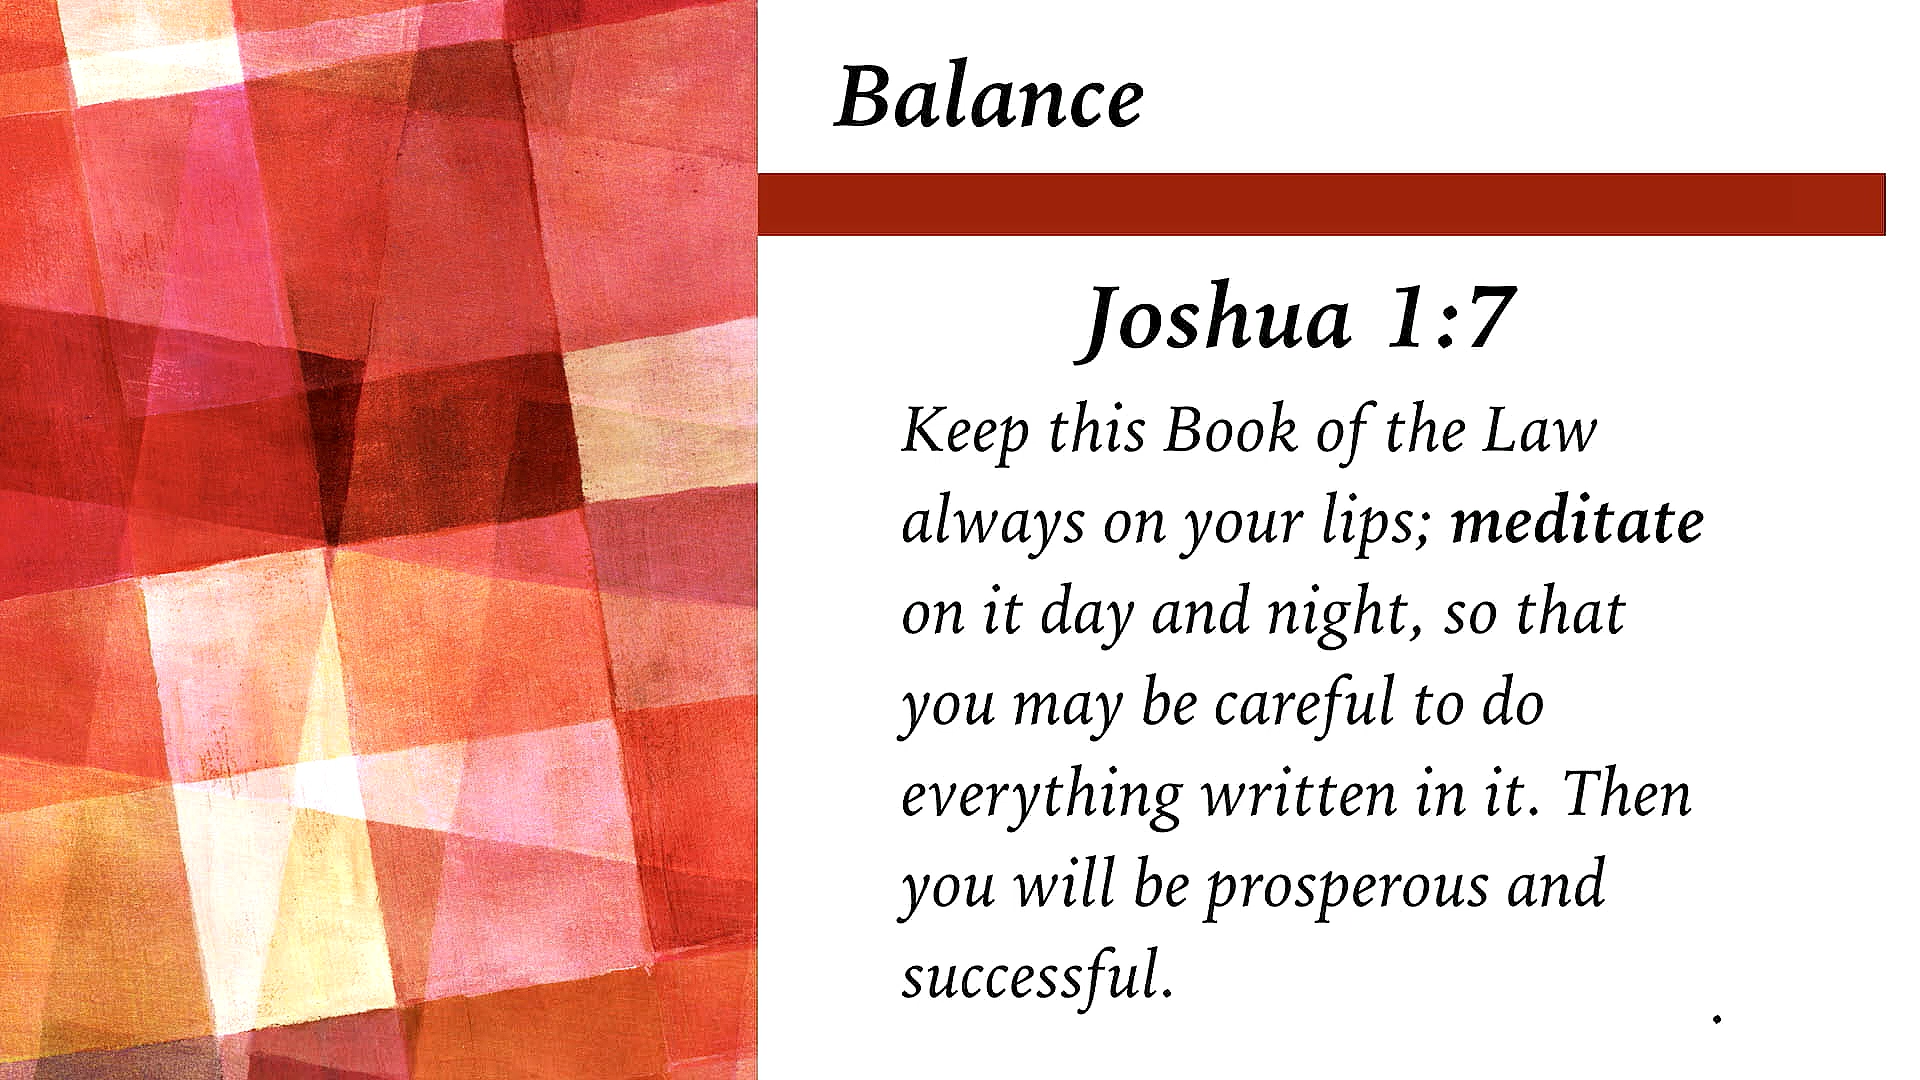 Balance
Joshua 1:7
Keep this Book of the Law
always on your lips; meditate
on it day and night, so that
you may be careful to do
everything written in it. Then
you will be prosperous and
successful.
.